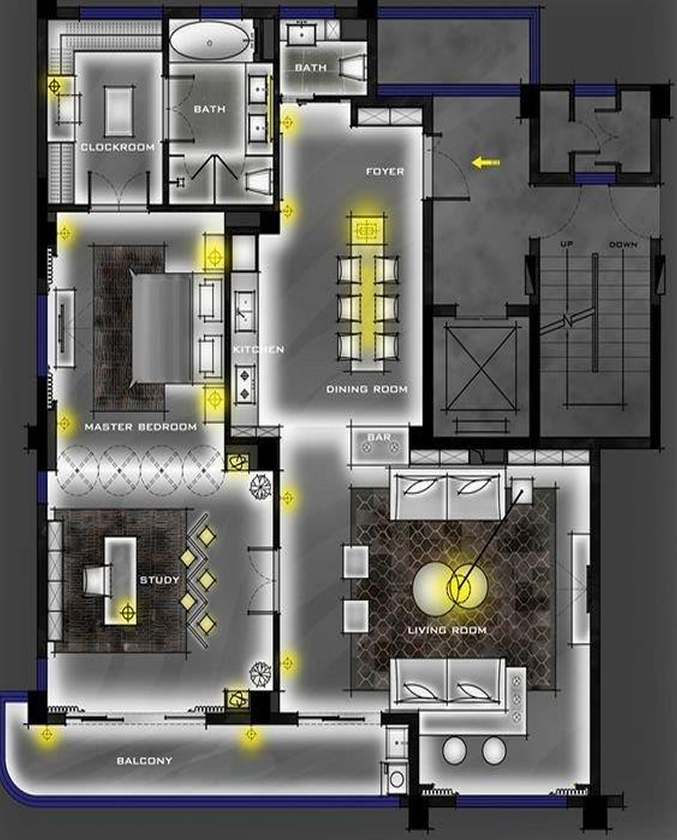 BATH
BATH
CLOCKROOM
FOYER
UP
DOWN
KITCHEN
DINING ROOM
MASTER BEDROOM
BAR
STUDY
LIVING ROOM
BALCONY